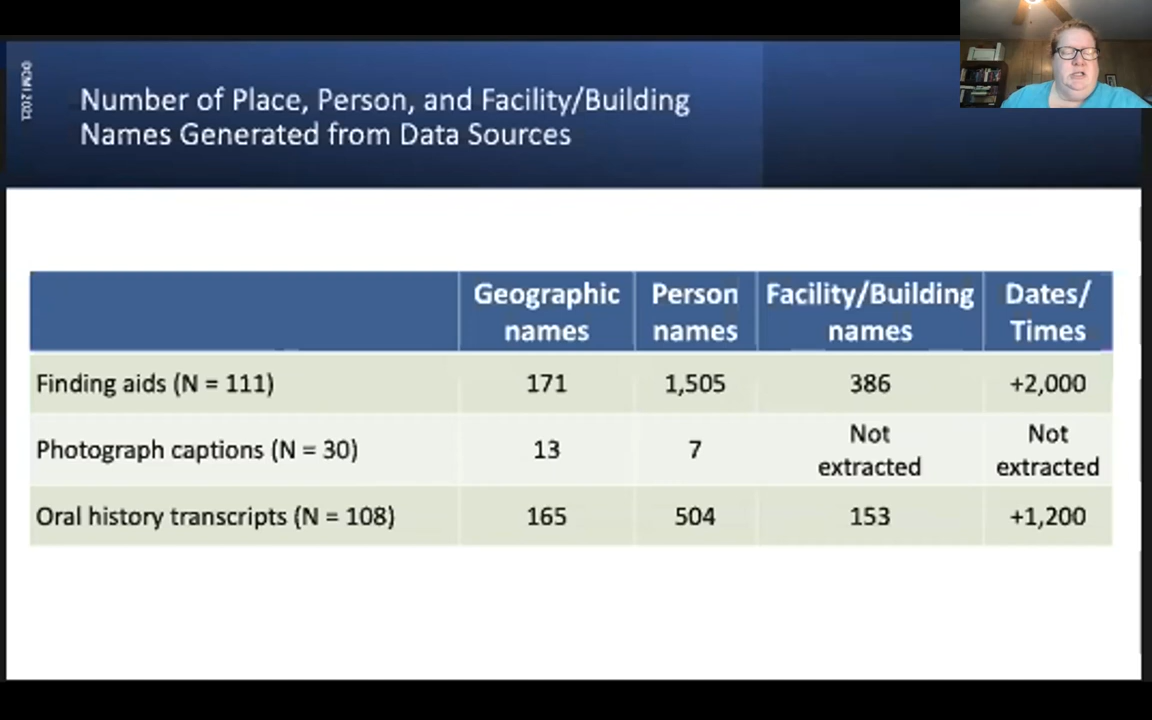 DCMI 2021
Number of Place, Person, and Facility/Building
Names Generated from Data Sources
Geographic names Person names Facility/Building names Dates/ Times
Finding aids (N = 111) 171 1,505 386 +2,000
Photograph captions (N = 30) 13 7 Not extracted Not extracted
Oral history transcripts (N = 108) 165 504 153 +1,200